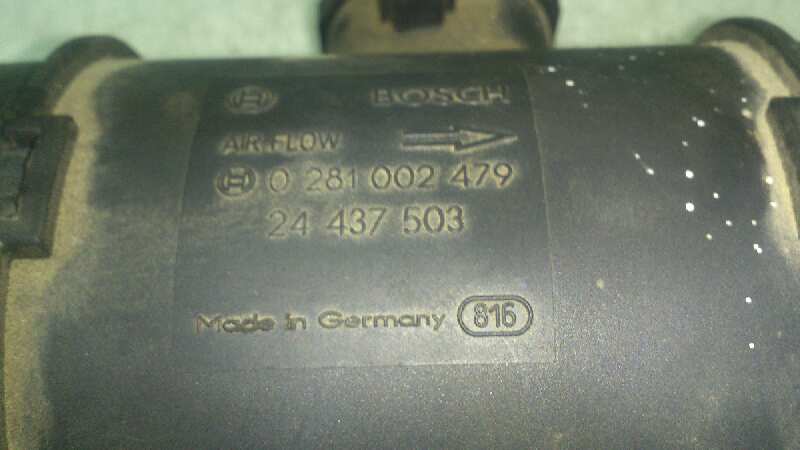 BOSCH
AIR FLOW
0 281 002 479
24 437 503
Made in Germany 816